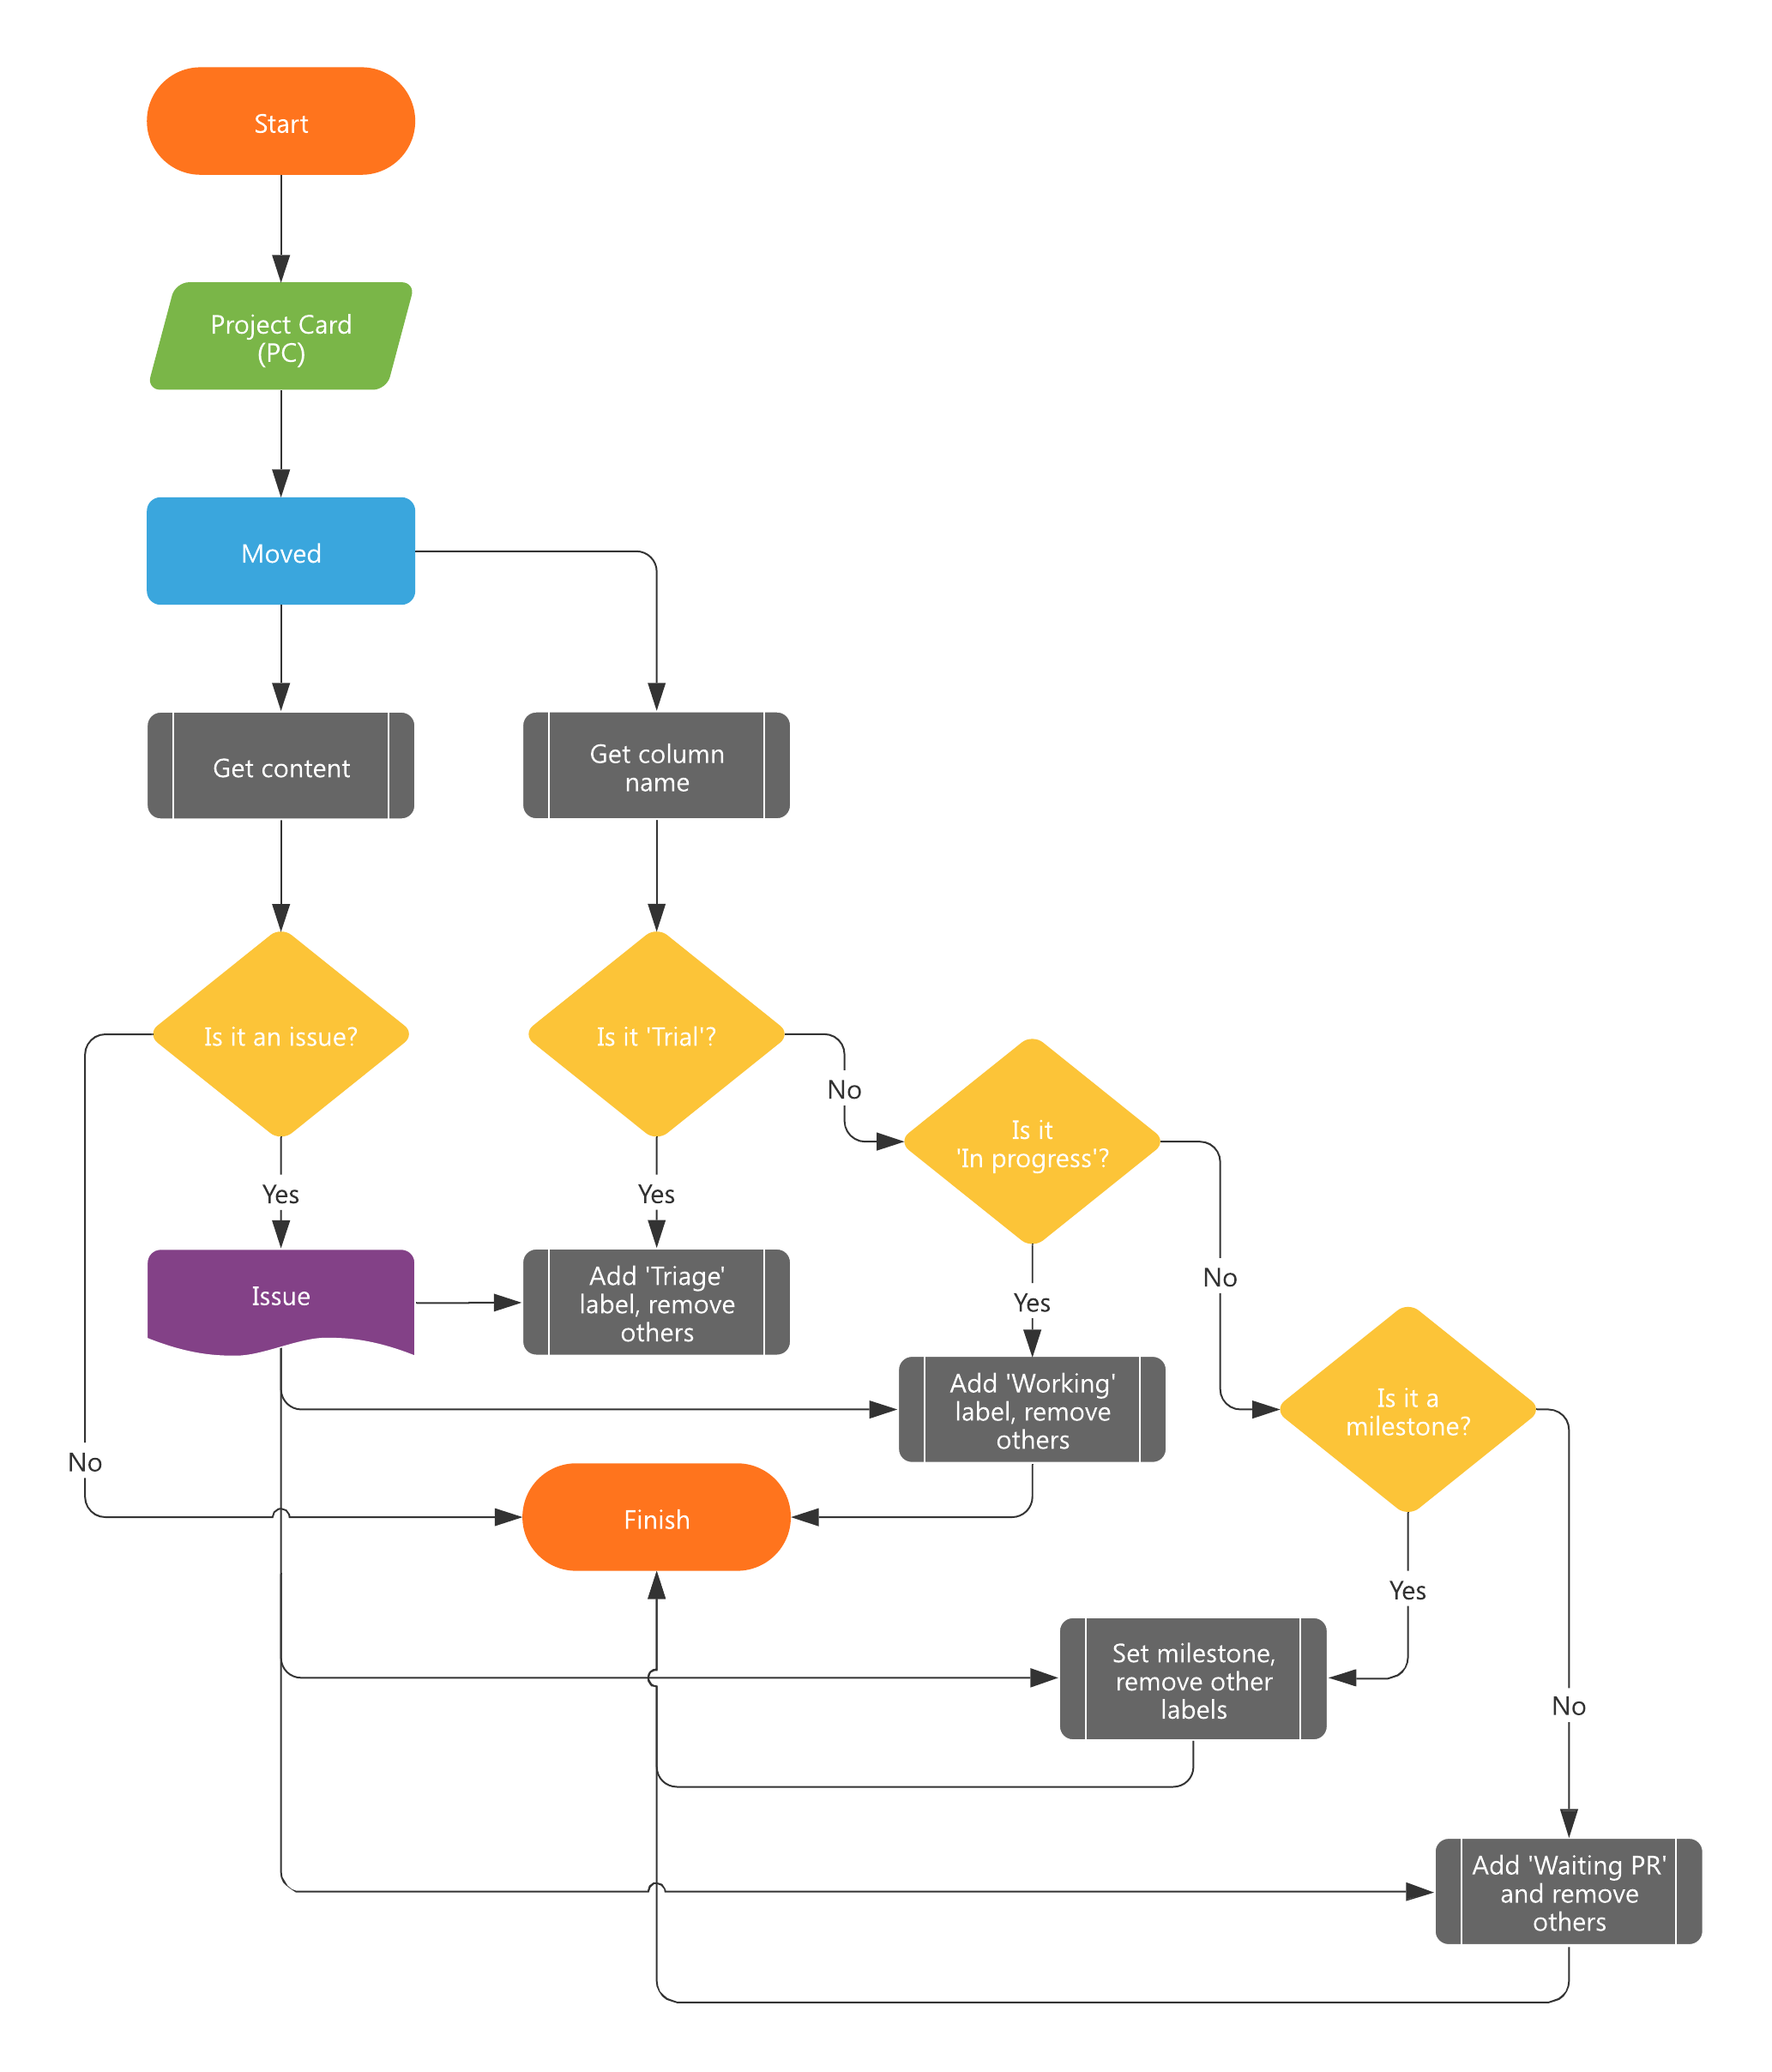 Start
Project Card
(PC)
Moved
Get content
Get column
name
Is it an issue?
Is it 'Trial'?
No
Is it
'In progress'?
Yes
Yes
No
Issue
Add 'Triage'
label, remove
others
Yes
Add 'Working'
label, remove
others
Is it a
milestone?
No
Finish
Yes
Set milestone,
remove other
labels
No
Add 'Waiting PR'
and remove
others